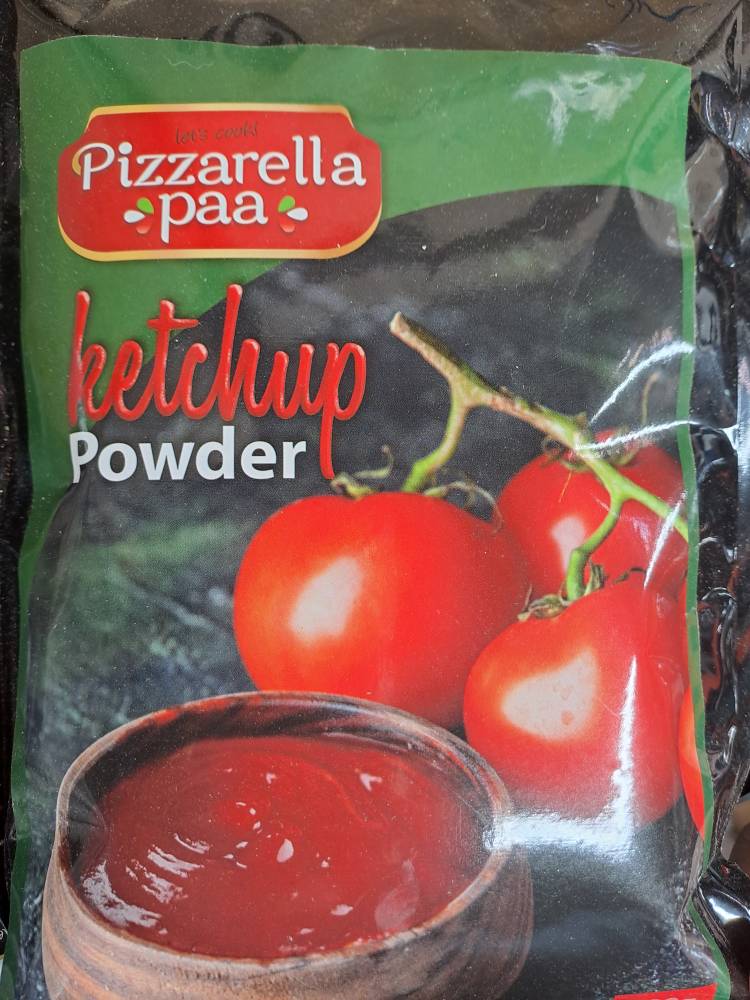 let's cook!
Pizzarella
paa
ketchup
Powder